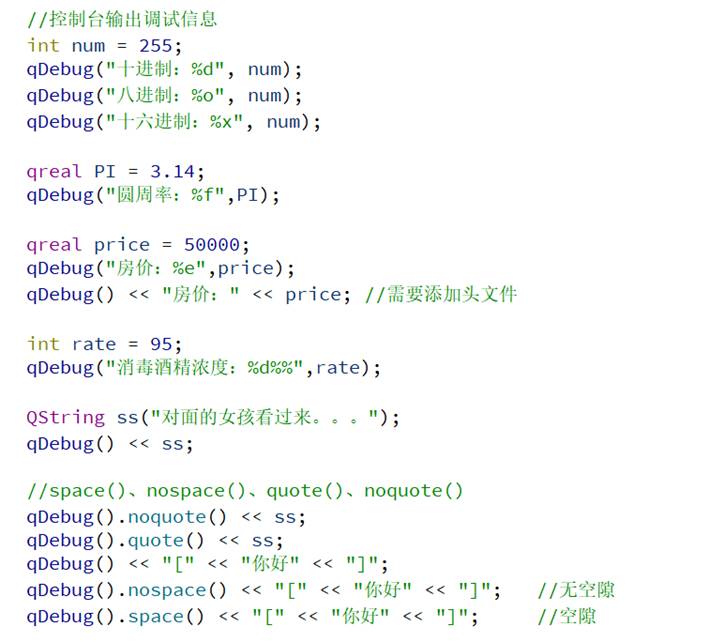 //控制台输出调试信息
int num = 255;
qDebug("十进制：%d", num);
qDebug("八进制：%o", num);
qDebug("十六进制：%x", num);
qreal PI = 3.14;
qDebug("圆周率：%f",PI);
qreal price = 50000;
qDebug("房价：%e",price);
qDebug() << "房价：" << price; //需要添加头文件
int rate = 95;
qDebug("消毒酒精浓度：%d%%",rate);
QString ss("对面的女孩看过来。。。");
qDebug() << ss;
//space()、nospace()、quote()、noquote()
qDebug().noquote() << ss;
qDebug().quote() << ss;
qDebug() << "[" << "你好" << "]";
qDebug().nospace() << "[" << "你好" << "]";   //无空隙
qDebug().space() << "[" << "你好" << "]";     //空隙